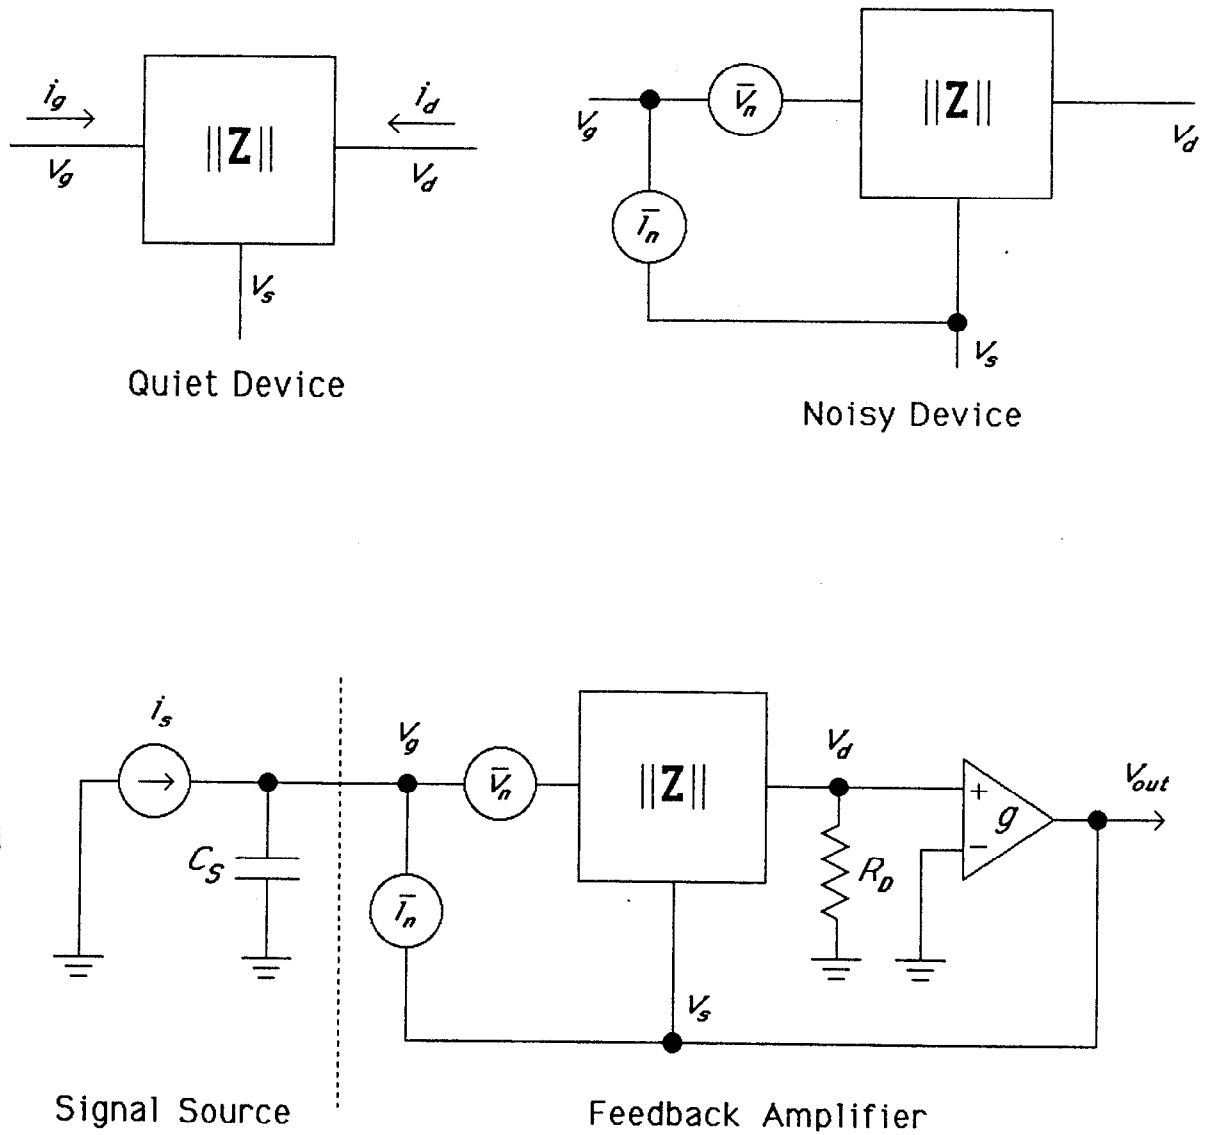 i_g
i_d
||Z||
V_g
V_d
V_s
Quiet Device
V̄_n
||Z||
V_g
V_d
Ī_n
V_s
Noisy Device
i_s
V_g
V̄_n
||Z||
V_d
+
g
−
V_out
C_S
Ī_n
R_D
V_s
Signal Source
Feedback Amplifier